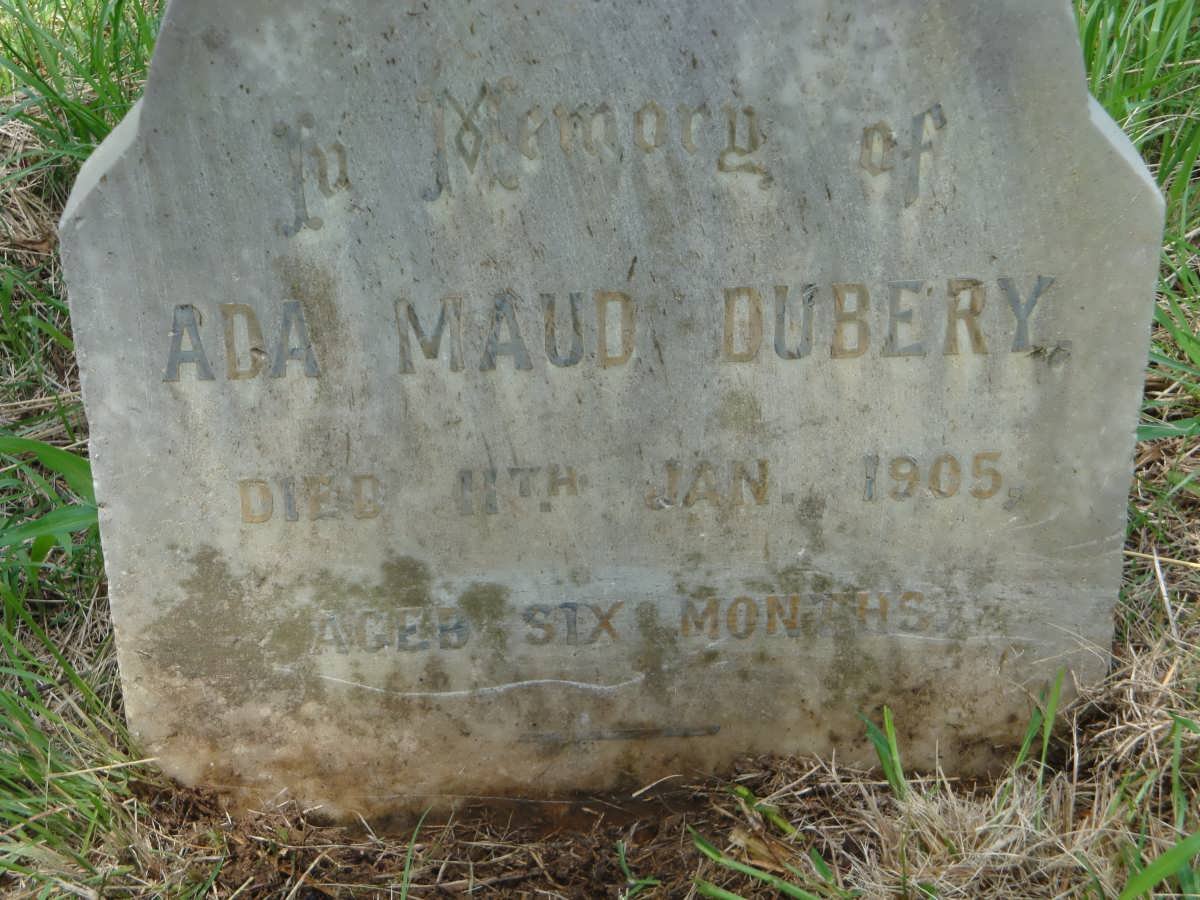 In Memory of
ADA MAUD DUBERY.
DIED 11TH JAN. 1905,
AGED SIX MONTHS.